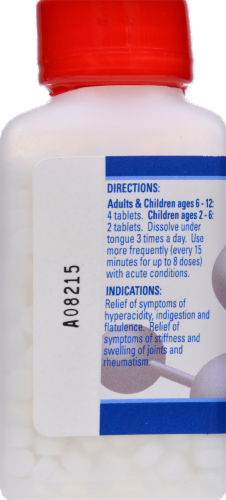 DIRECTIONS:
Adults & Children ages 6 - 12:
4 tablets. Children ages 2 - 6:
2 tablets. Dissolve under
tongue 3 times a day. Use
more frequently (every 15
minutes for up to 8 doses)
with acute conditions.
INDICATIONS:
Relief of symptoms of
hyperacidity, indigestion and
flatulence. Relief of
symptoms of stiffness and
swelling of joints and
rheumatism.
A08215